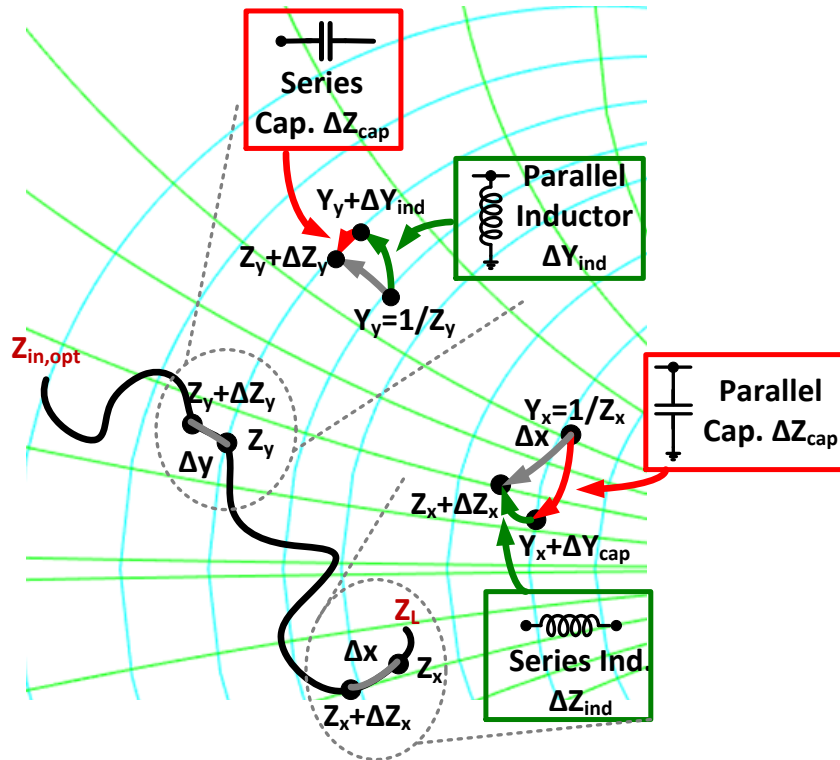 Series
Cap. ΔZcap
Parallel
Inductor
ΔYind
Yy+ΔYind
Zy+ΔZy
Yy=1/Zy
Zin,opt
Zy+ΔZy
Zy
Δy
Parallel
Cap. ΔZcap
Yx=1/Zx
Δx
Zx+ΔZx
Yx+ΔYcap
Series Ind.
ΔZind
ZL
Δx
Zx
Zx+ΔZx